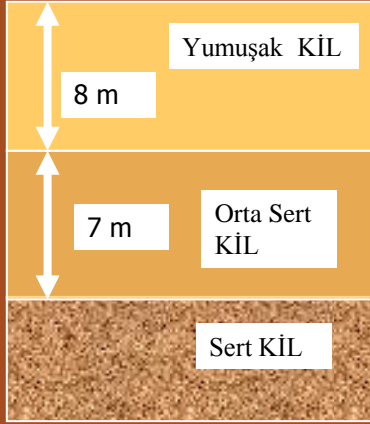 Yumuşak KİL
8 m
7 m
Orta Sert
KİL
Sert KİL